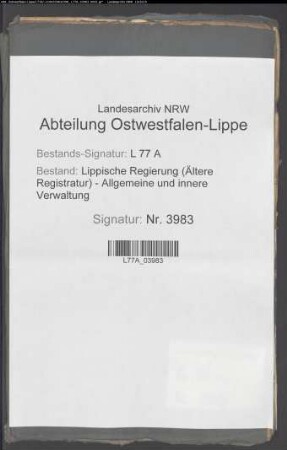 Landesarchiv NRW
Abteilung Ostwestfalen-Lippe
Bestands-Signatur: L 77 A
Bestand: Lippische Regierung (Ältere
Registratur) - Allgemeine und innere
Verwaltung
Signatur: Nr. 3983
L77A_03983